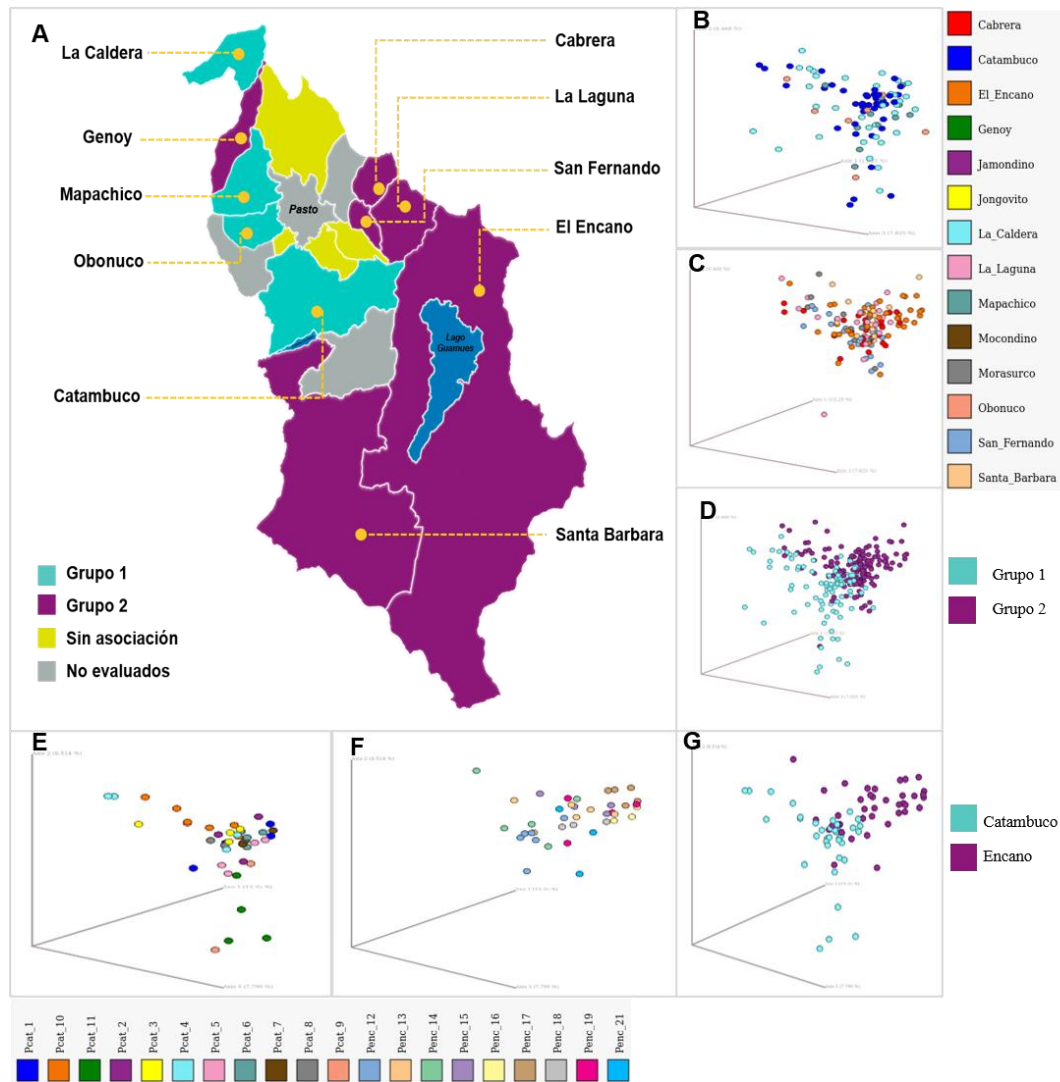 A
La Caldera
Genoy
Mapachico
Obonuco
Catambuco
Cabrera
La Laguna
San Fernando
El Encano
Santa Barbara
Pasto
Lago
Guamues
Grupo 1
Grupo 2
Sin asociación
No evaluados
B
C
D
Cabrera
Catambuco
El_Encano
Genoy
Jamondino
Jongovito
La_Caldera
La_Laguna
Mapachico
Mocondino
Morasurco
Obonuco
San_Fernando
Santa_Barbara
Grupo 1
Grupo 2
E
F
G
Catambuco
Encano
Pcat_1
Pcat_10
Pcat_11
Pcat_2
Pcat_3
Pcat_4
Pcat_5
Pcat_6
Pcat_7
Pcat_8
Pcat_9
Penc_12
Penc_13
Penc_14
Penc_15
Penc_16
Penc_17
Penc_18
Penc_19
Penc_21